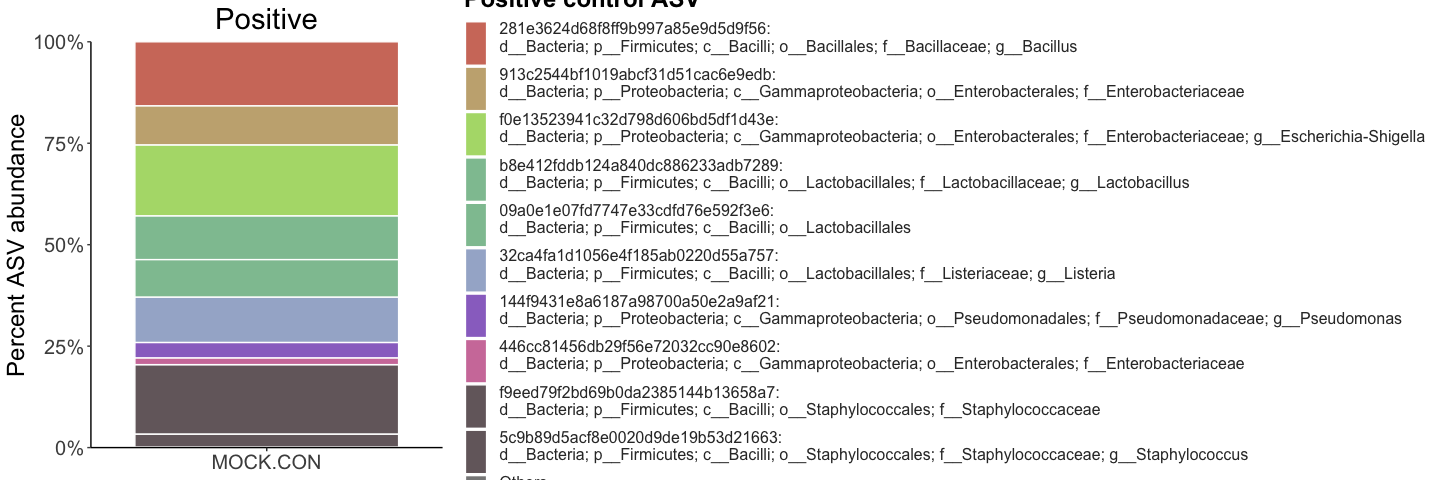 Positive
Positive control ASV
100%
75%
50%
25%
0%
Percent ASV abundance
MOCK.CON
281e3624d68f8ff9b997a85e9d5d9f56:
d__Bacteria; p__Firmicutes; c__Bacilli; o__Bacillales; f__Bacillaceae; g__Bacillus
913c2544bf1019abcf31d51cac6e9edb:
d__Bacteria; p__Proteobacteria; c__Gammaproteobacteria; o__Enterobacterales; f__Enterobacteriaceae
f0e13523941c32d798d606bd5df1d43e:
d__Bacteria; p__Proteobacteria; c__Gammaproteobacteria; o__Enterobacterales; f__Enterobacteriaceae; g__Escherichia-Shigella
b8e412fddb124a840dc886233adb7289:
d__Bacteria; p__Firmicutes; c__Bacilli; o__Lactobacillales; f__Lactobacillaceae; g__Lactobacillus
09a0e1e07fd7747e33cdfd76e592f3e6:
d__Bacteria; p__Firmicutes; c__Bacilli; o__Lactobacillales
32ca4fa1d1056e4f185ab0220d55a757:
d__Bacteria; p__Firmicutes; c__Bacilli; o__Lactobacillales; f__Listeriaceae; g__Listeria
144f9431e8a6187a98700a50e2a9af21:
d__Bacteria; p__Proteobacteria; c__Gammaproteobacteria; o__Pseudomonadales; f__Pseudomonadaceae; g__Pseudomonas
446cc81456db29f56e72032cc90e8602:
d__Bacteria; p__Proteobacteria; c__Gammaproteobacteria; o__Enterobacterales; f__Enterobacteriaceae
f9eed79f2bd69b0da2385144b13658a7:
d__Bacteria; p__Firmicutes; c__Bacilli; o__Staphylococcales; f__Staphylococcaceae
5c9b89d5acf8e0020d9de19b53d21663:
d__Bacteria; p__Firmicutes; c__Bacilli; o__Staphylococcales; f__Staphylococcaceae; g__Staphylococcus